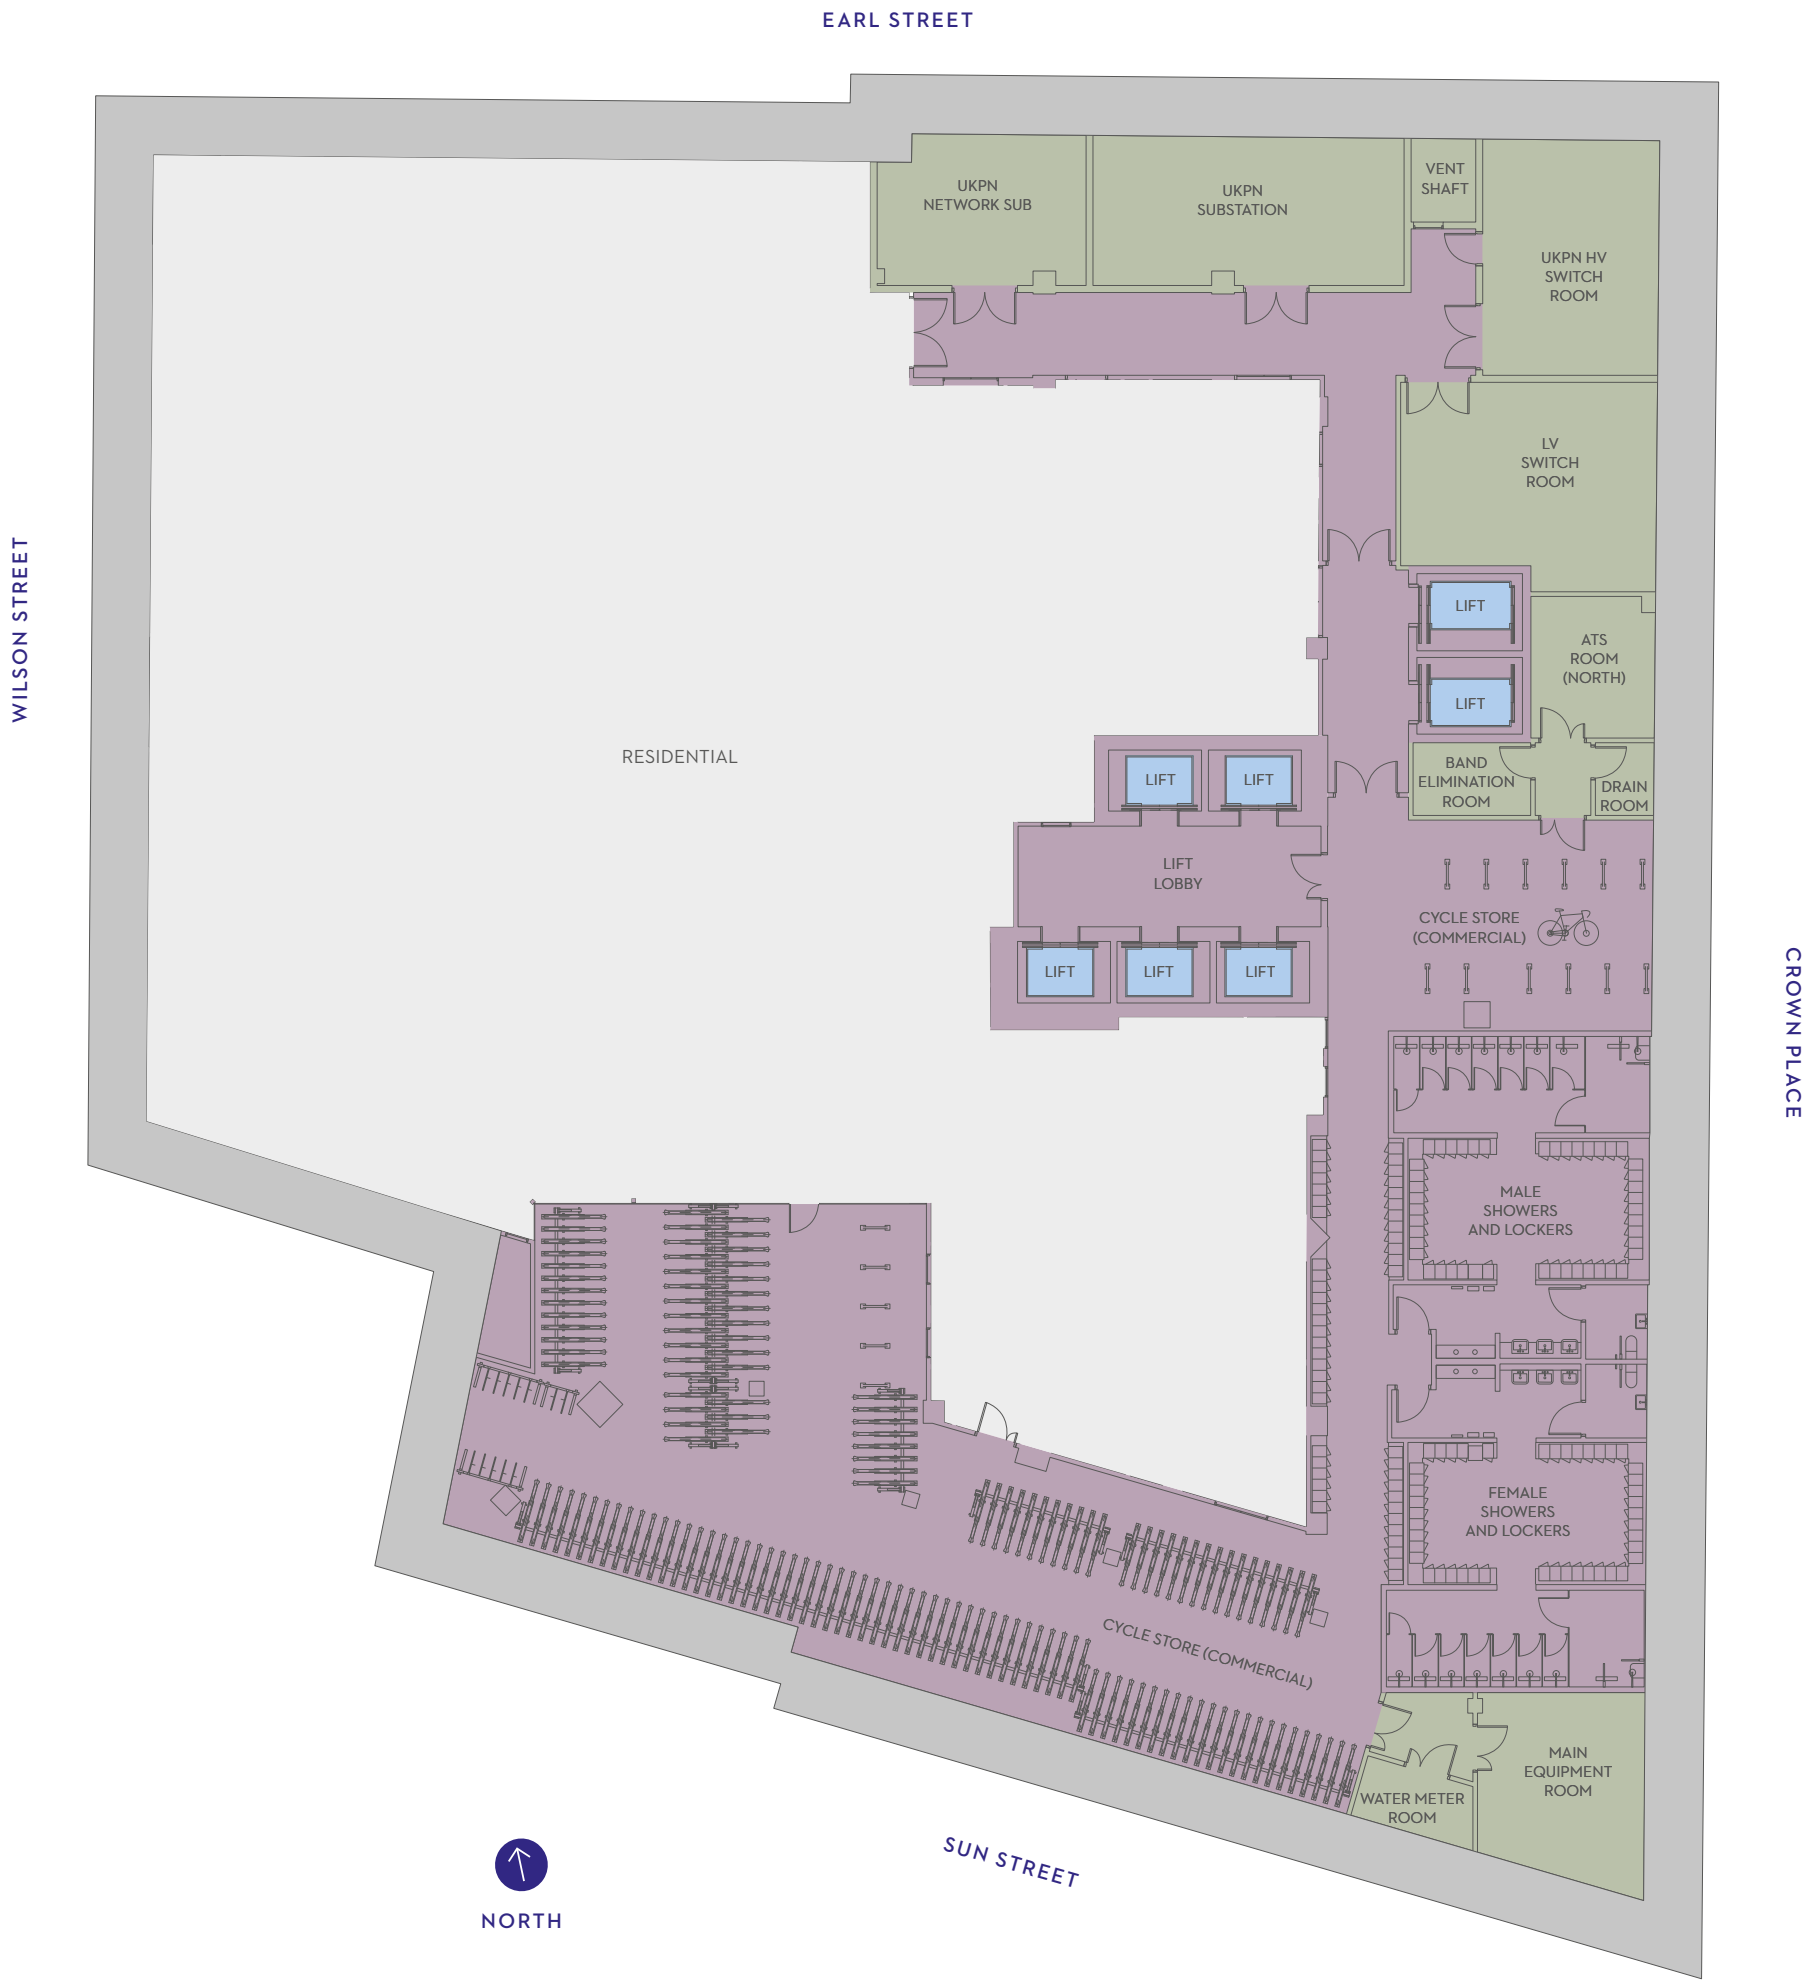 EARL STREET
UKPN
NETWORK SUB
UKPN
SUBSTATION
VENT
SHAFT
UKPN HV
SWITCH
ROOM
LV
SWITCH
ROOM
WILSON STREET
LIFT
ATS
ROOM
(NORTH)
LIFT
RESIDENTIAL
LIFT
LIFT
BAND
ELIMINATION
ROOM
DRAIN
ROOM
LIFT
LOBBY
CYCLE STORE
(COMMERCIAL)
LIFT
LIFT
LIFT
CROWN PLACE
MALE
SHOWERS
AND LOCKERS
FEMALE
SHOWERS
AND LOCKERS
CYCLE STORE (COMMERCIAL)
MAIN
EQUIPMENT
ROOM
WATER METER
ROOM
SUN STREET
NORTH